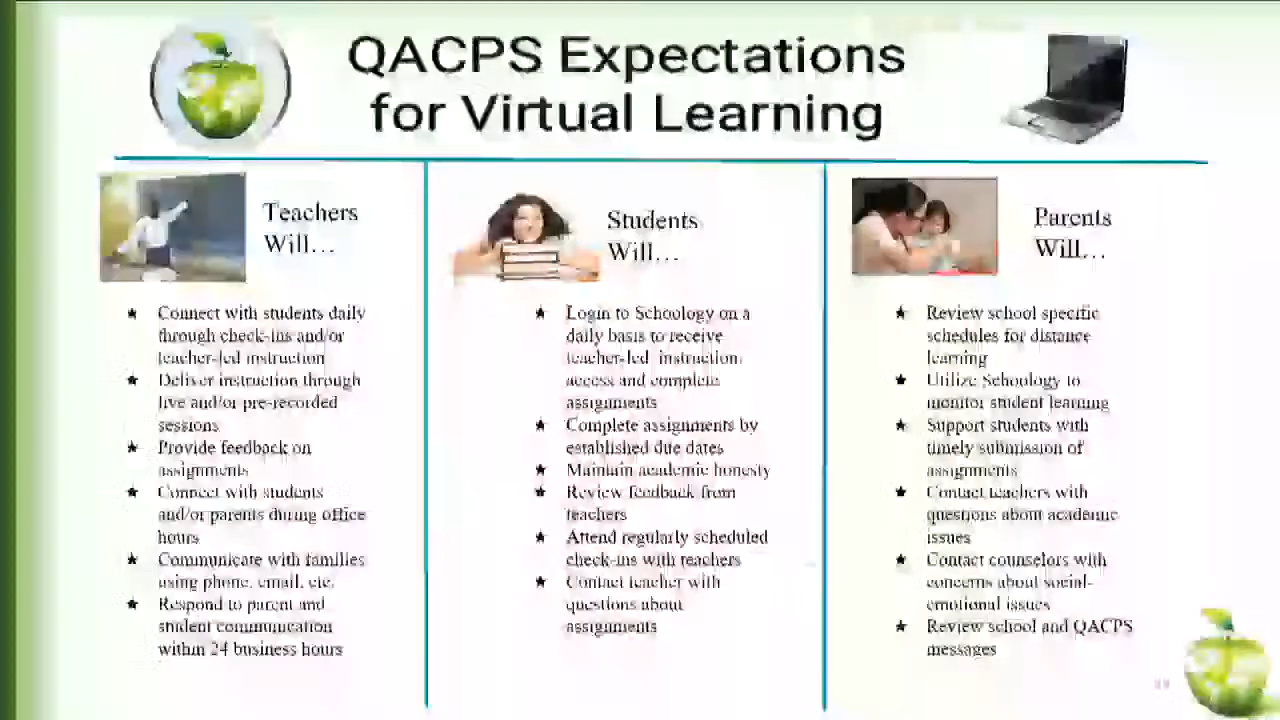 QACPS Expectations
for Virtual Learning
Teachers
Will...
Connect with students daily
through check-ins and/or
teacher-led instruction
Deliver instruction through
live and/or pre-recorded
sessions
Provide feedback on
assignments
Connect with students
and/or parents during office
hours
Communicate with families
using phone, email, etc.
Respond to parent and
student communication
within 24 business hours
Students
Will...
Login to Schoology on a
daily basis to receive
teacher-led instruction,
access and complete
assignments
Complete assignments by
established due dates
Maintain academic honesty
Review feedback from
teachers
Attend regularly scheduled
check-ins with teachers
Contact teacher with
questions about
assignments
Parents
Will...
Review school specific
schedules for distance
learning
Utilize Schoology to
monitor student learning
Support students with
timely submission of
assignments
Contact teachers with
questions about academic
issues
Contact counselors with
concerns about social-
emotional issues
Review school and QACPS
messages